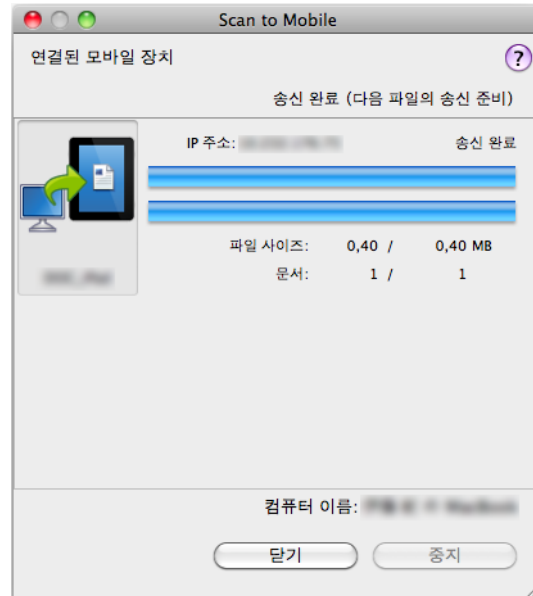 Scan to Mobile
연결된 모바일 장치
?
송신 완료 (다음 파일의 송신 준비)
IP 주소: 송신 완료
파일 사이즈: 0,40 / 0,40 MB
문서: 1 / 1
컴퓨터 이름:
닫기 중지